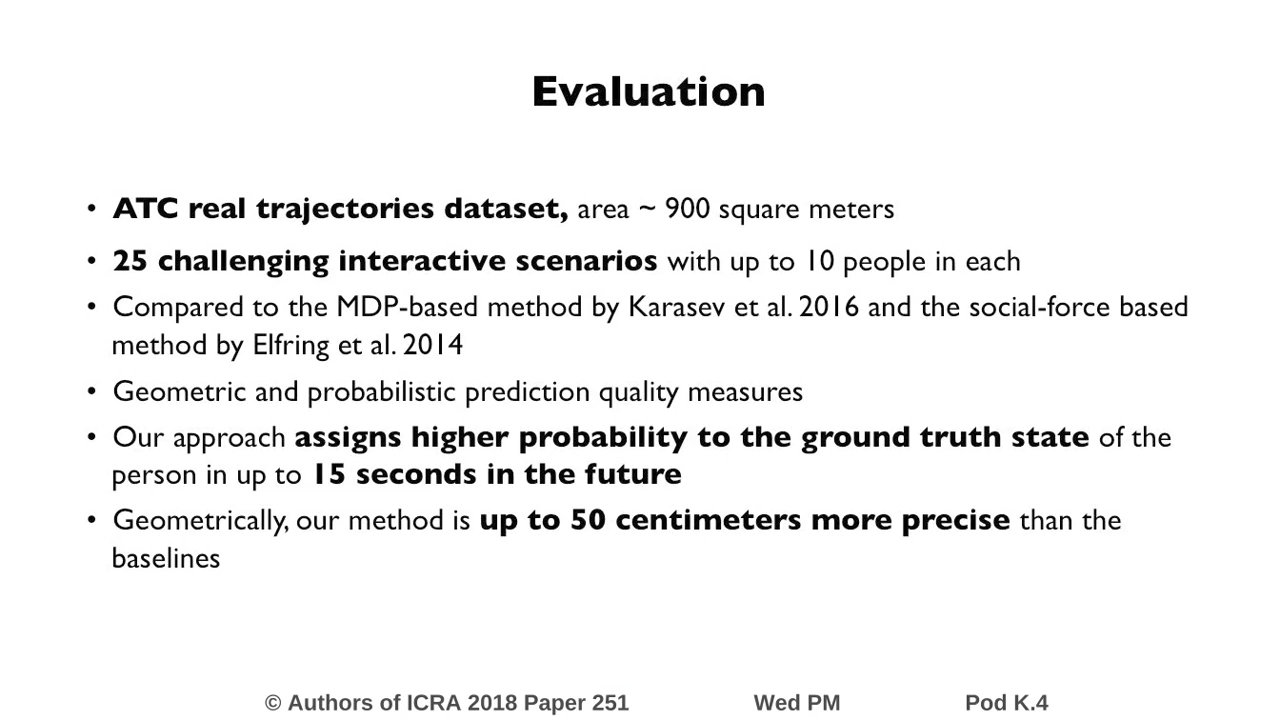 Evaluation
• ATC real trajectories dataset, area ~ 900 square meters
• 25 challenging interactive scenarios with up to 10 people in each
• Compared to the MDP-based method by Karasev et al. 2016 and the social-force based
method by Elfring et al. 2014
• Geometric and probabilistic prediction quality measures
• Our approach assigns higher probability to the ground truth state of the
person in up to 15 seconds in the future
• Geometrically, our method is up to 50 centimeters more precise than the
baselines
© Authors of ICRA 2018 Paper 251 Wed PM Pod K.4